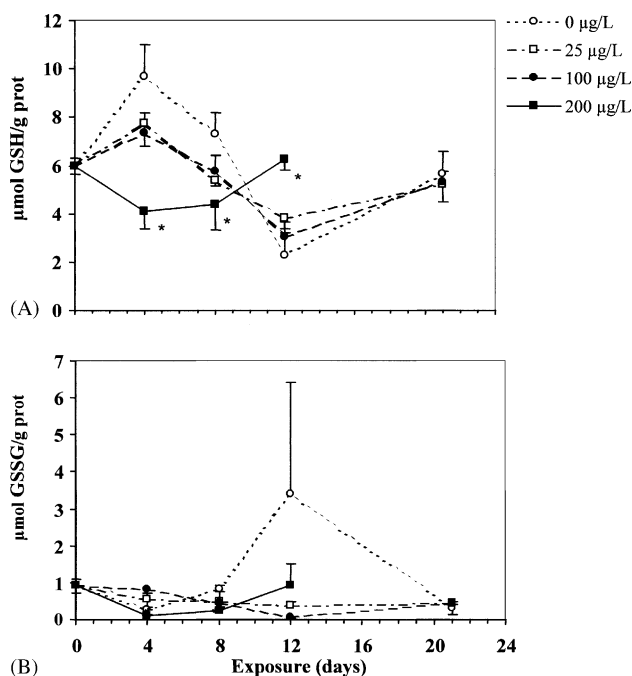 0 µg/L
25 µg/L
100 µg/L
200 µg/L
12
10
8
6
4
2
0
µmol GSH/g prot
*
*
*
(A)
7
6
5
4
3
2
1
0
µmol GSSG/g prot
0 4 8 12 16 20 24
Exposure (days)
(B)